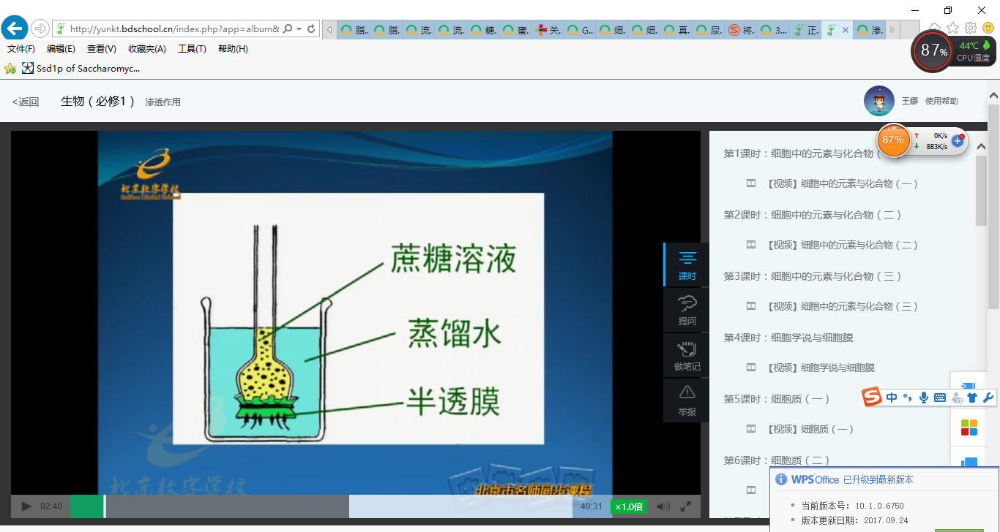 http://yunkt.bdschool.cn/index.php?app=album&
脂.
脂.
流.
流.
糖.
蛋.
关.
G..
细.
细.
真.
尿.
将.
3...
正.
渗.
文件(F) 编辑(E) 查看(V) 收藏夹(A) 工具(T) 帮助(H)
87%
44℃
CPU温度
Ssd1p of Saccharomyc...
<返回 生物（必修1） 渗透作用
王娜 使用帮助
北京数字学校
Beijing Digital School
蔗糖溶液
蒸馏水
半透膜
北京数字学校
北京市名师同步课程
02:40
40:31
×1.0倍
课时
提问
做笔记
举报
87%
0K/s
883K/s
第1课时：细胞中的元素与化合物（
【视频】细胞中的元素与化合物（一）
第2课时：细胞中的元素与化合物（二）
【视频】细胞中的元素与化合物（二）
第3课时：细胞中的元素与化合物（三）
【视频】细胞中的元素与化合物（三）
第4课时：细胞学说与细胞膜
【视频】细胞学说与细胞膜
第5课时：细胞质（一）
【视频】细胞质（一）
第6课时：细胞质（二）
中
17
WPS Office 已升级到最新版本
当前版本号：10.1.0.6750
版本更新日期：2017.09.24